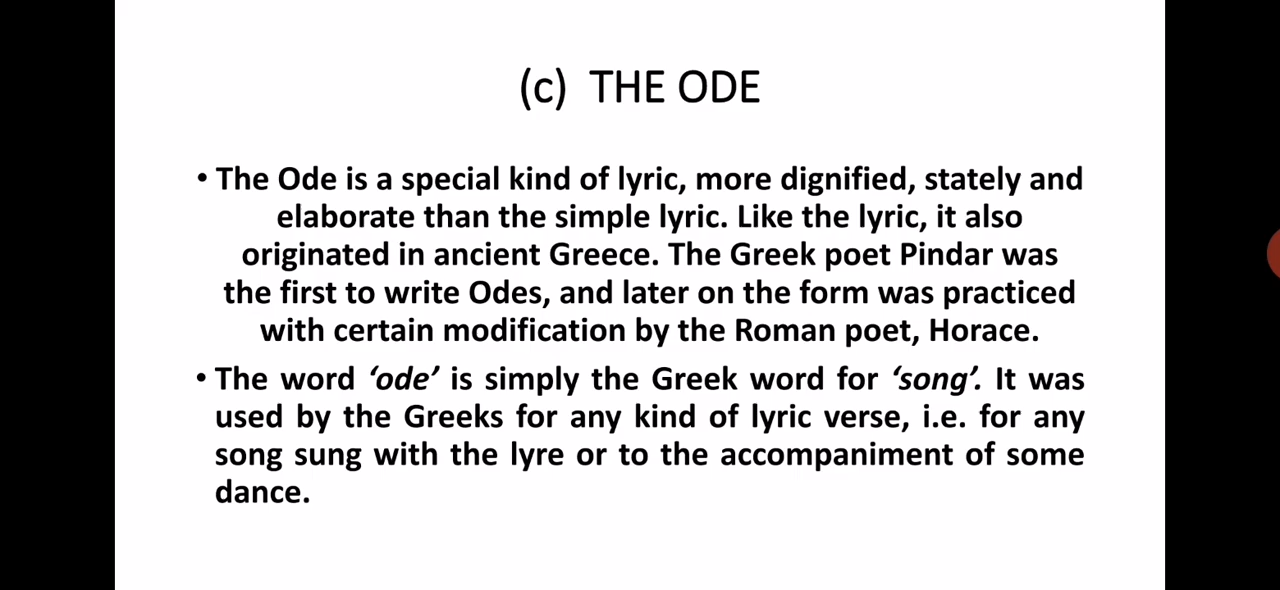 (c) THE ODE
• The Ode is a special kind of lyric, more dignified, stately and
elaborate than the simple lyric. Like the lyric, it also
originated in ancient Greece. The Greek poet Pindar was
the first to write Odes, and later on the form was practiced
with certain modification by the Roman poet, Horace.
• The word ‘ode’ is simply the Greek word for ‘song’. It was
used by the Greeks for any kind of lyric verse, i.e. for any
song sung with the lyre or to the accompaniment of some
dance.